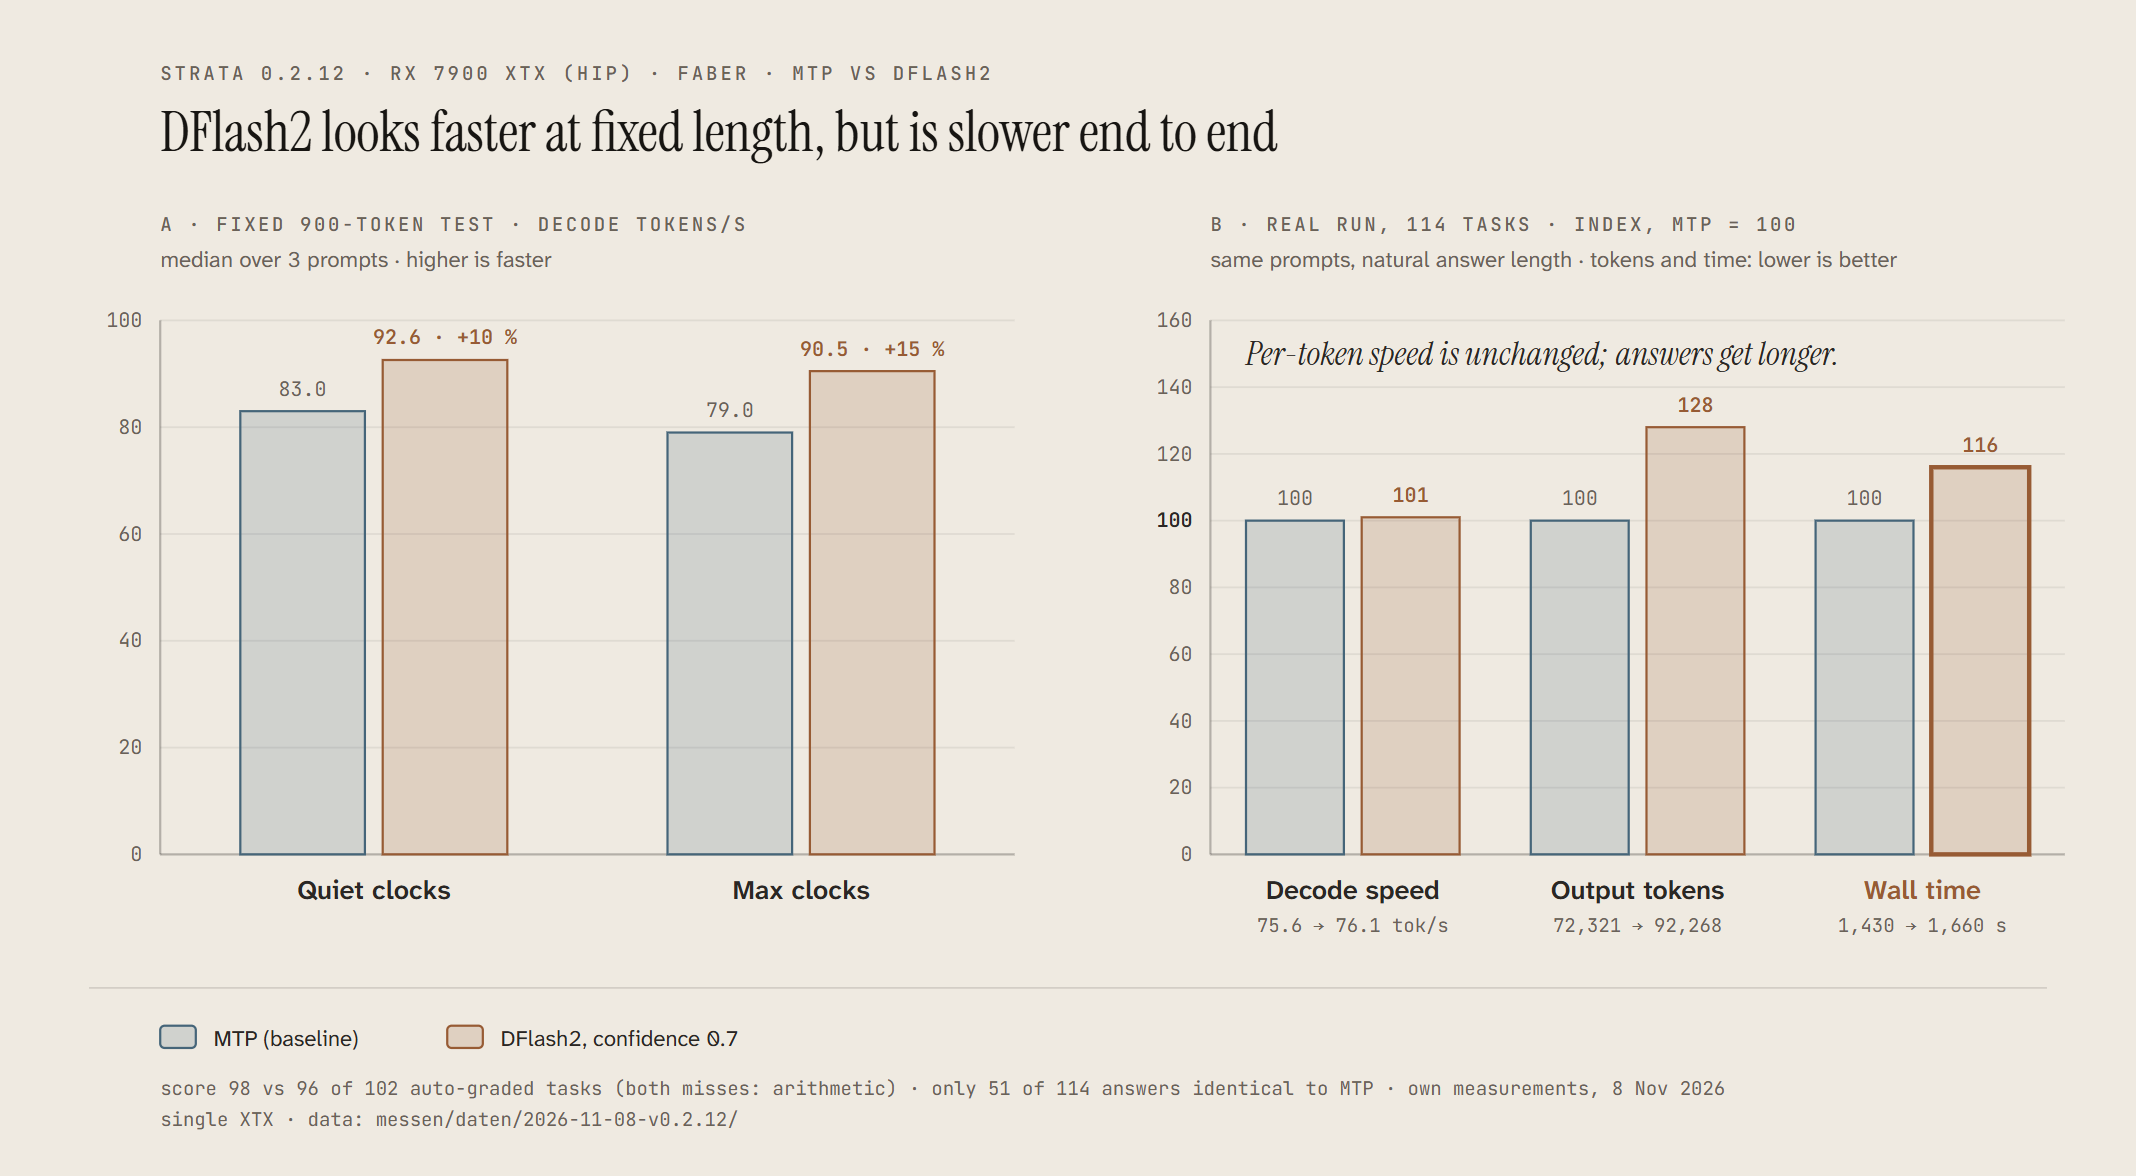 STRATA 0.2.12 · RX 7900 XTX (HIP) · FABER · MTP VS DFLASH2
DFlash2 looks faster at fixed length, but is slower end to end
A · FIXED 900-TOKEN TEST · DECODE TOKENS/S
median over 3 prompts · higher is faster
100
80
60
40
20
0
83.0
92.6 · +10 %
79.0
90.5 · +15 %
Quiet clocks
Max clocks
B · REAL RUN, 114 TASKS · INDEX, MTP = 100
same prompts, natural answer length · tokens and time: lower is better
160
140
120
100
80
60
40
20
0
Per-token speed is unchanged; answers get longer.
100
101
100
128
100
116
Decode speed
75.6 → 76.1 tok/s
Output tokens
72,321 → 92,268
Wall time
1,430 → 1,660 s
MTP (baseline)
DFlash2, confidence 0.7
score 98 vs 96 of 102 auto-graded tasks (both misses: arithmetic) · only 51 of 114 answers identical to MTP · own measurements, 8 Nov 2026
single XTX · data: messen/daten/2026-11-08-v0.2.12/